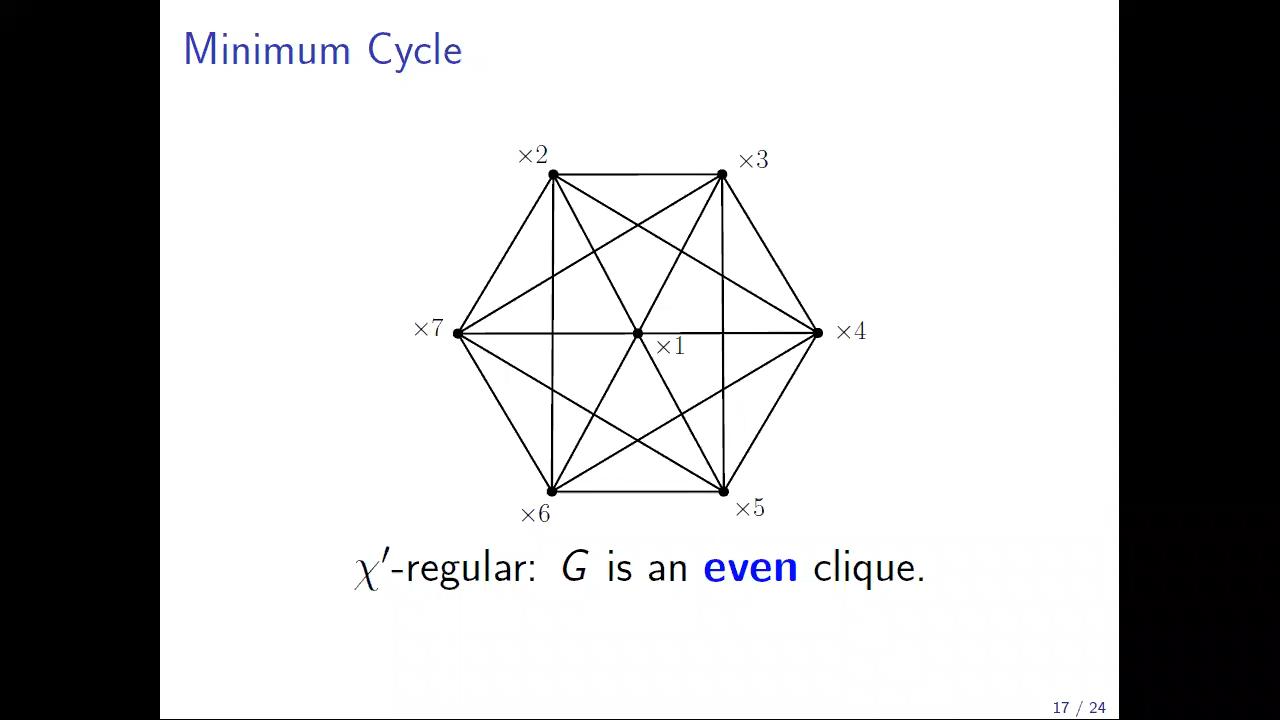 Minimum Cycle
×2
×3
×7
×1
×4
×6
×5
χ′-regular: G is an even clique.
17 / 24